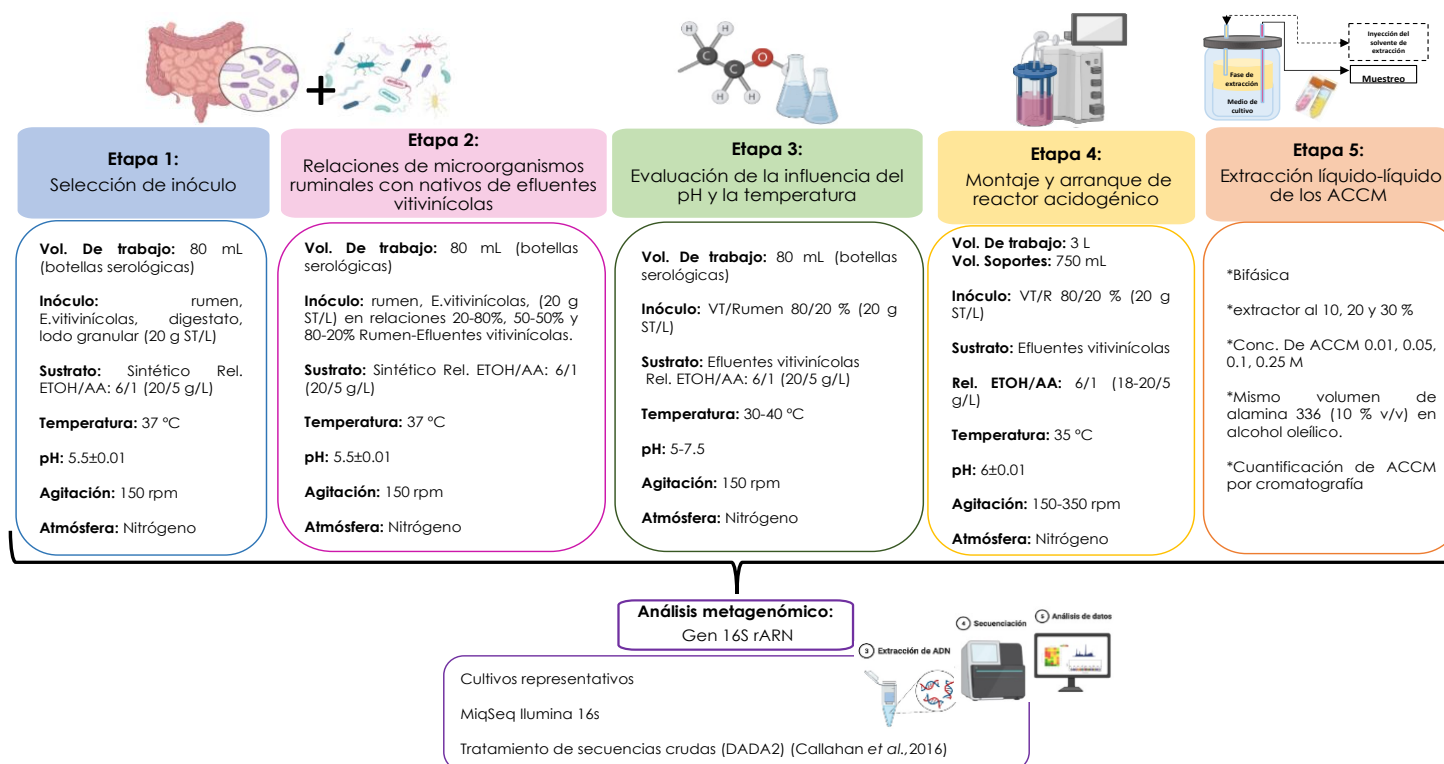 Inyección del
solvente de
extracción
Muestreo
Fase de
extracción
Medio de
cultivo
H
H
C
C
O
H
H
+
Etapa 1:
Selección de inóculo
Vol. De trabajo: 80 mL
(botellas serológicas)
Inóculo: rumen,
E.vitivinícolas, digestato,
lodo granular (20 g ST/L)
Sustrato: Sintético Rel.
ETOH/AA: 6/1 (20/5 g/L)
Temperatura: 37 °C
pH: 5.5±0.01
Agitación: 150 rpm
Atmósfera: Nitrógeno
Etapa 2:
Relaciones de microorganismos
ruminales con nativos de efluentes
vitivinícolas
Vol. De trabajo: 80 mL (botellas
serológicas)
Inóculo: rumen, E.vitivinícolas, (20 g
ST/L) en relaciones 20-80%, 50-50% y
80-20% Rumen-Efluentes vitivinícolas.
Sustrato: Sintético Rel. ETOH/AA: 6/1
(20/5 g/L)
Temperatura: 37 °C
pH: 5.5±0.01
Agitación: 150 rpm
Atmósfera: Nitrógeno
Etapa 3:
Evaluación de la influencia del
pH y la temperatura
Vol. De trabajo: 80 mL (botellas
serológicas)
Inóculo: VT/Rumen 80/20 % (20 g
ST/L)
Sustrato: Efluentes vitivinícolas
Rel. ETOH/AA: 6/1 (20/5 g/L)
Temperatura: 30-40 °C
pH: 5-7.5
Agitación: 150 rpm
Atmósfera: Nitrógeno
Etapa 4:
Montaje y arranque de
reactor acidogénico
Vol. De trabajo: 3 L
Vol. Soportes: 750 mL
Inóculo: VT/R 80/20 % (20 g
ST/L)
Sustrato: Efluentes vitivinícolas
Rel. ETOH/AA: 6/1 (18-20/5
g/L)
Temperatura: 35 °C
pH: 6±0.01
Agitación: 150-350 rpm
Atmósfera: Nitrógeno
Etapa 5:
Extracción líquido-líquido
de los ACCM
*Bifásica
*extractor al 10, 20 y 30 %
*Conc. De ACCM 0.01, 0.05,
0.1, 0.25 M
*Mismo volumen de
alamina 336 (10 % v/v) en
alcohol oleílico.
*Cuantificación de ACCM
por cromatografía
Análisis metagenómico:
Gen 16S rARN
3 Extracción de ADN
4 Secuenciación
5 Análisis de datos
Cultivos representativos
MiqSeq Ilumina 16s
Tratamiento de secuencias crudas (DADA2) (Callahan et al.,2016)